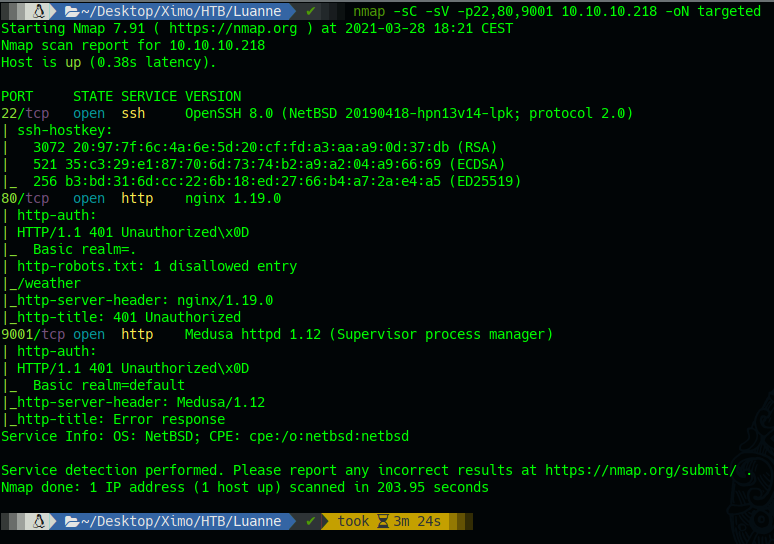 ~/Desktop/Ximo/HTB/Luanne ✔ nmap -sC -sV -p22,80,9001 10.10.10.218 -oN targeted
Starting Nmap 7.91 ( https://nmap.org ) at 2021-03-28 18:21 CEST
Nmap scan report for 10.10.10.218
Host is up (0.38s latency).

PORT     STATE SERVICE VERSION
22/tcp   open  ssh     OpenSSH 8.0 (NetBSD 20190418-hpn13v14-lpk; protocol 2.0)
| ssh-hostkey:
|   3072 20:97:7f:6c:4a:6e:5d:20:cf:fd:a3:aa:a9:0d:37:db (RSA)
|   521 35:c3:29:e1:87:70:6d:73:74:b2:a9:a2:04:a9:66:69 (ECDSA)
|_  256 b3:bd:31:6d:cc:22:6b:18:ed:27:66:b4:a7:2a:e4:a5 (ED25519)
80/tcp   open  http    nginx 1.19.0
| http-auth:
| HTTP/1.1 401 Unauthorized\x0D
|_  Basic realm=.
| http-robots.txt: 1 disallowed entry
|_/weather
|_http-server-header: nginx/1.19.0
|_http-title: 401 Unauthorized
9001/tcp open  http    Medusa httpd 1.12 (Supervisor process manager)
| http-auth:
| HTTP/1.1 401 Unauthorized\x0D
|_  Basic realm=default
|_http-server-header: Medusa/1.12
|_http-title: Error response
Service Info: OS: NetBSD; CPE: cpe:/o:netbsd:netbsd

Service detection performed. Please report any incorrect results at https://nmap.org/submit/ .
Nmap done: 1 IP address (1 host up) scanned in 203.95 seconds

~/Desktop/Ximo/HTB/Luanne ✔ took 3m 24s